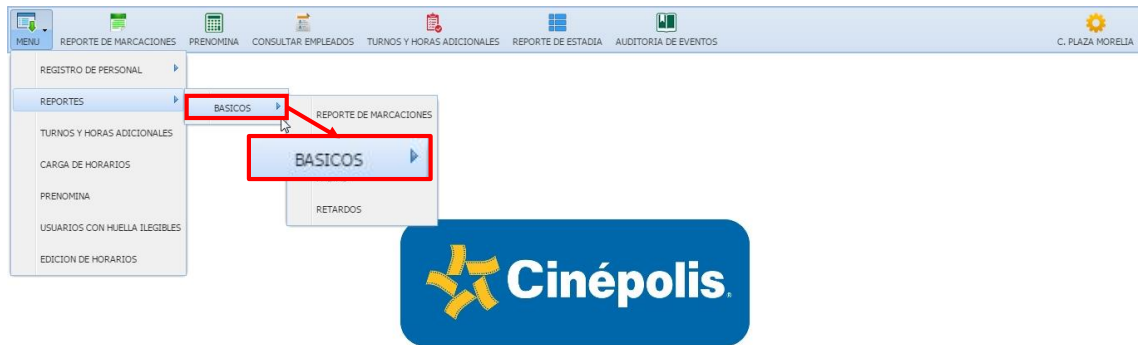 MENU
REPORTE DE MARCACIONES
PRENOMINA
CONSULTAR EMPLEADOS
TURNOS Y HORAS ADICIONALES
REPORTE DE ESTADIA
AUDITORIA DE EVENTOS
C. PLAZA MORELIA
REGISTRO DE PERSONAL
REPORTES
TURNOS Y HORAS ADICIONALES
CARGA DE HORARIOS
PRENOMINA
USUARIOS CON HUELLA ILEGIBLES
EDICION DE HORARIOS
BASICOS
REPORTE DE MARCACIONES
BASICOS
RETARDOS
Cinépolis